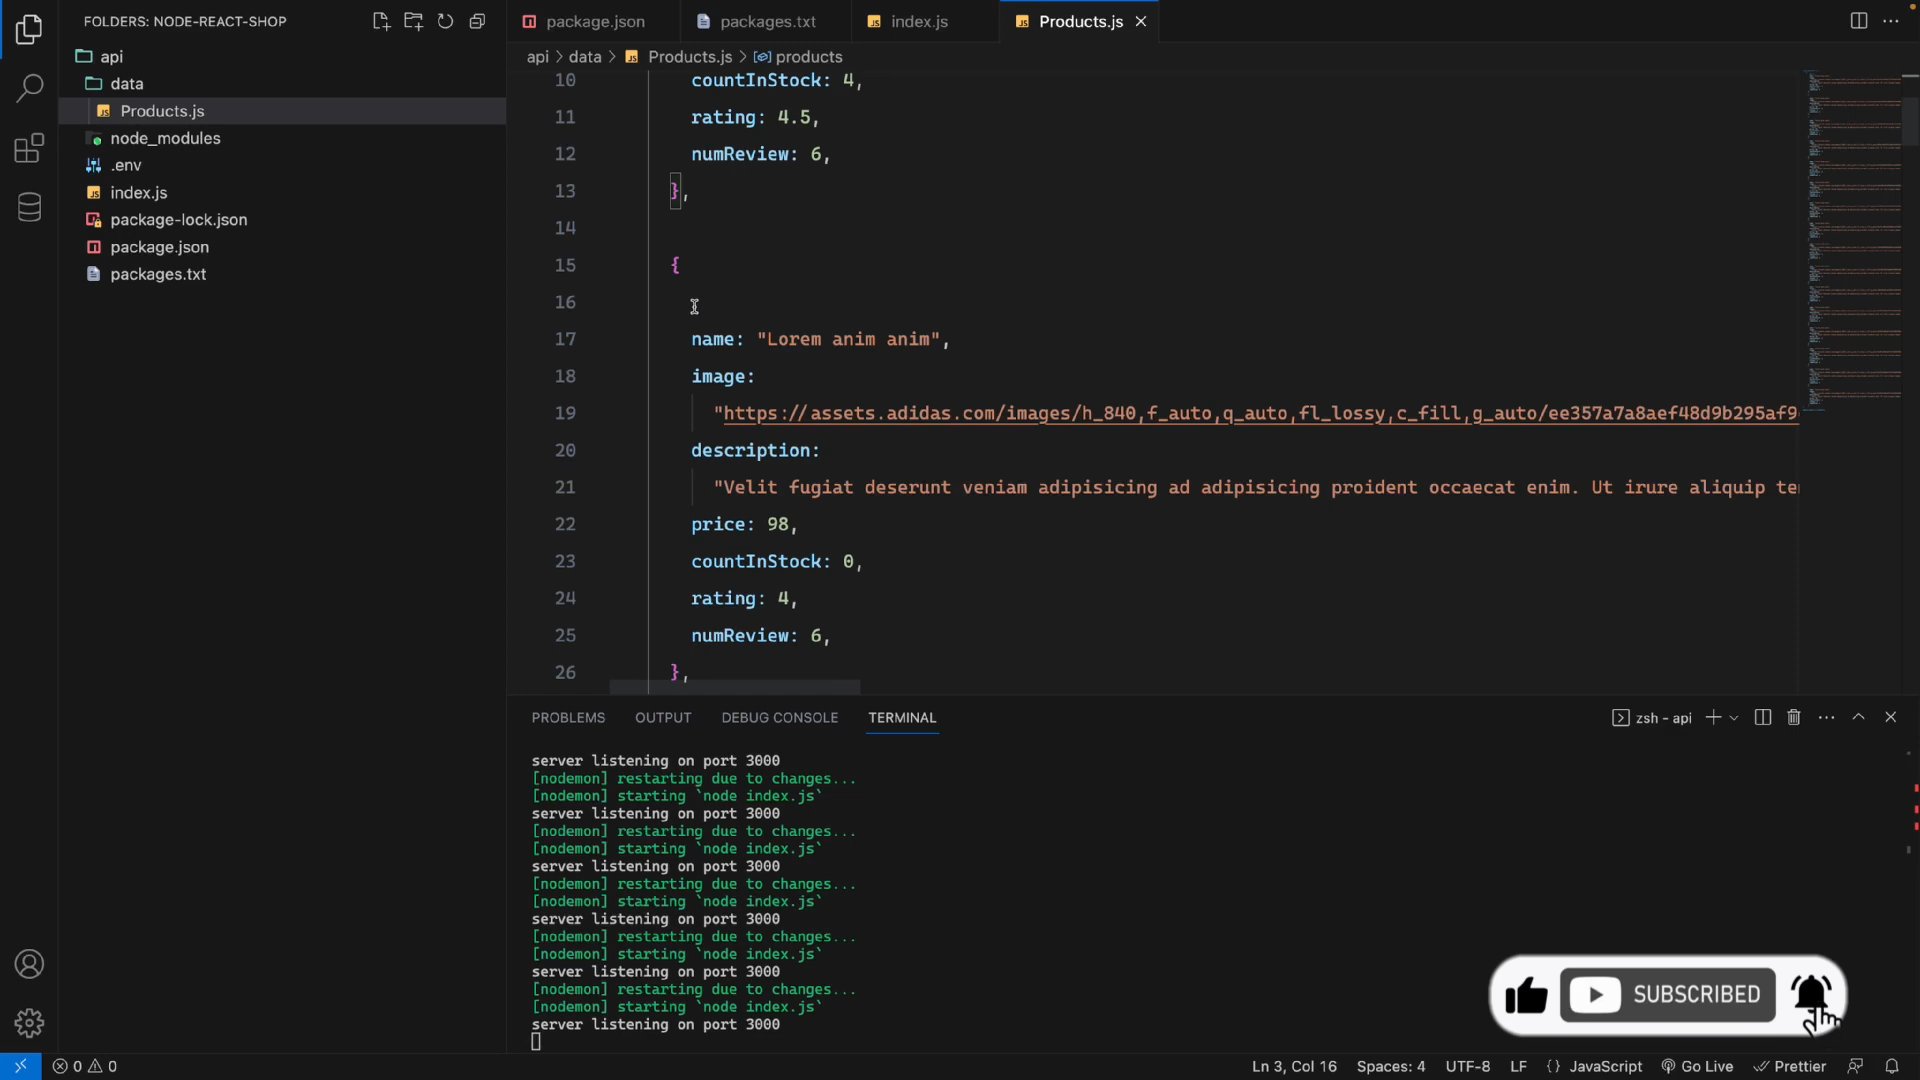 FOLDERS: NODE-REACT-SHOP
api
data
Products.js
node_modules
.env
index.js
package-lock.json
package.json
packages.txt
package.json
packages.txt
index.js
Products.js
api > data > Products.js > products
10 countInStock: 4,
11 rating: 4.5,
12 numReview: 6,
13 },
14
15 {
16
17 name: "Lorem anim anim",
18 image:
19 "https://assets.adidas.com/images/h_840,f_auto,q_auto,fl_lossy,c_fill,g_auto/ee357a7a8aef48d9b295af9
20 description:
21 "Velit fugiat deserunt veniam adipisicing ad adipisicing proident occaecat enim. Ut irure aliquip te
22 price: 98,
23 countInStock: 0,
24 rating: 4,
25 numReview: 6,
26 },
PROBLEMS OUTPUT DEBUG CONSOLE TERMINAL
zsh - api
server listening on port 3000
[nodemon] restarting due to changes...
[nodemon] starting `node index.js`
server listening on port 3000
[nodemon] restarting due to changes...
[nodemon] starting `node index.js`
server listening on port 3000
[nodemon] restarting due to changes...
[nodemon] starting `node index.js`
server listening on port 3000
[nodemon] restarting due to changes...
[nodemon] starting `node index.js`
server listening on port 3000
[nodemon] restarting due to changes...
[nodemon] starting `node index.js`
server listening on port 3000
SUBSCRIBED
0 0
Ln 3, Col 16 Spaces: 4 UTF-8 LF {} JavaScript Go Live Prettier